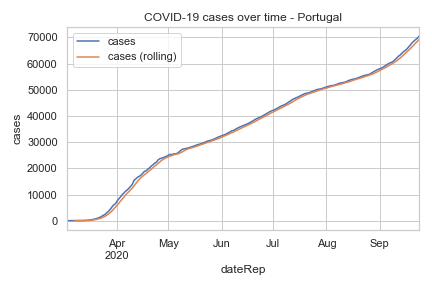 COVID-19 cases over time - Portugal
cases
cases (rolling)
70000
60000
50000
40000
30000
20000
10000
0
cases
Apr
2020
May
Jun
Jul
Aug
Sep
dateRep